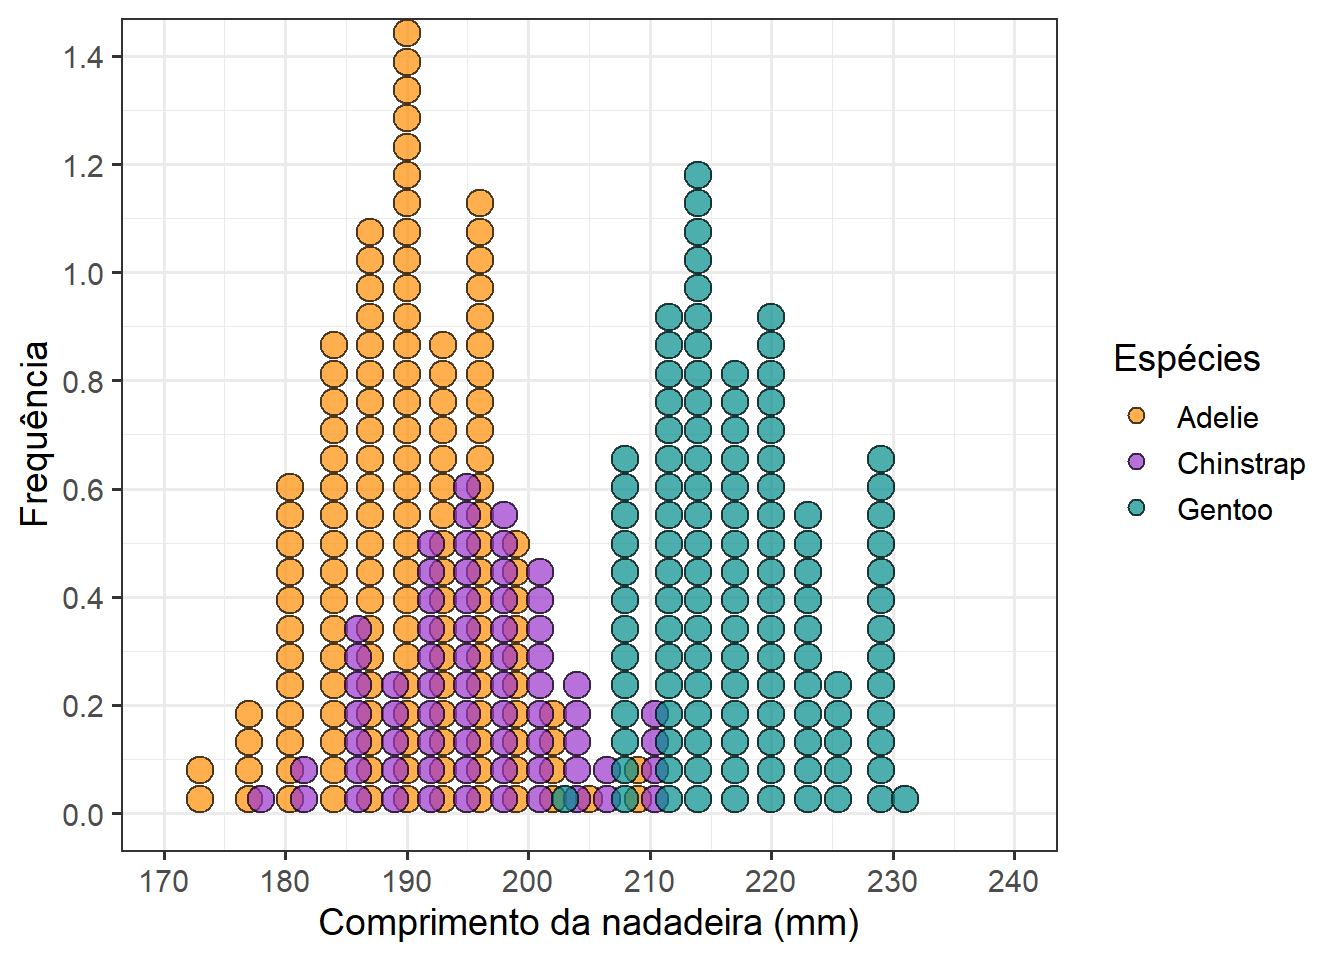 1.4
1.2
1.0
0.8
0.6
0.4
0.2
0.0
Frequência
170 180 190 200 210 220 230 240
Comprimento da nadadeira (mm)
Espécies
Adelie
Chinstrap
Gentoo